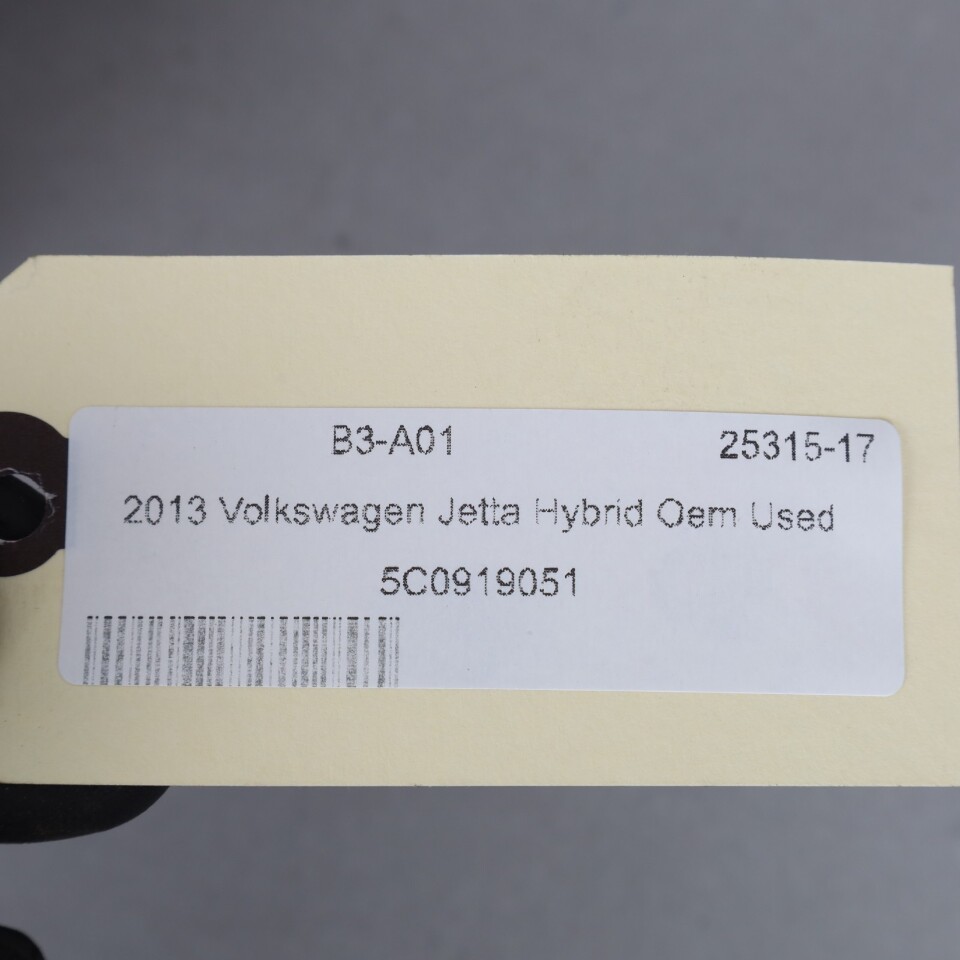 B3-A01 25315-17
2013 Volkswagen Jetta Hybrid Oem Used
5C0919051